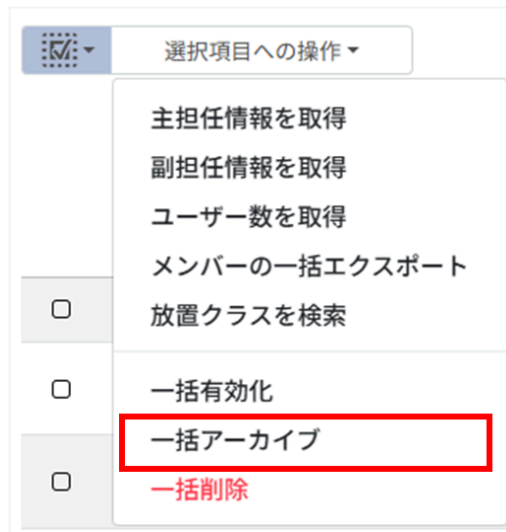 選択項目への操作
主担任情報を取得
副担任情報を取得
ユーザー数を取得
メンバーの一括エクスポート
放置クラスを検索
一括有効化
一括アーカイブ
一括削除